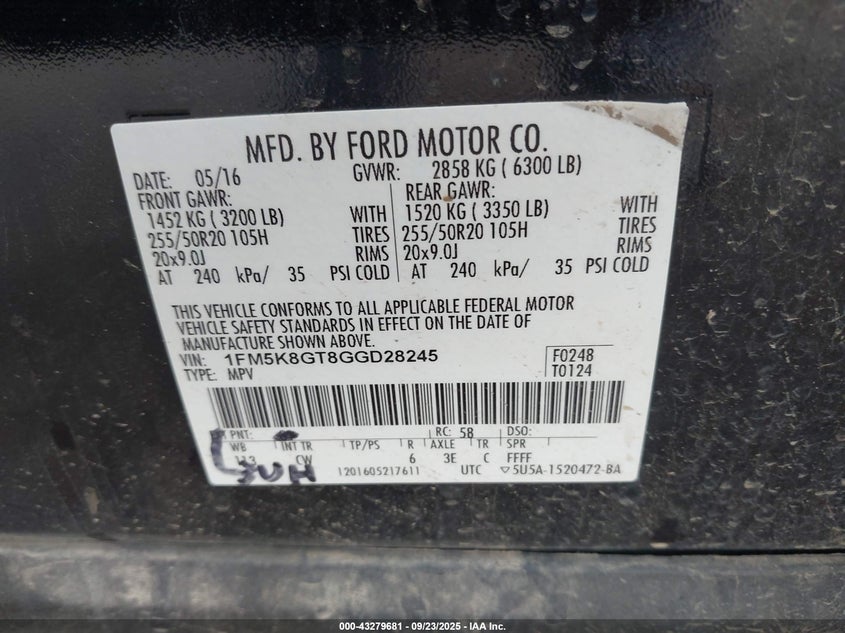 MFD. BY FORD MOTOR CO.
DATE: 05/16 GVWR: 2858 KG ( 6300 LB)
FRONT GAWR: REAR GAWR:
1452 KG ( 3200 LB) WITH 1520 KG ( 3350 LB) WITH
255/50R20 105H TIRES 255/50R20 105H TIRES
20x9.0J RIMS 20x9.0J RIMS
AT 240 kPa/ 35 PSI COLD AT 240 kPa/ 35 PSI COLD
THIS VEHICLE CONFORMS TO ALL APPLICABLE FEDERAL MOTOR
VEHICLE SAFETY STANDARDS IN EFFECT ON THE DATE OF
MANUFACTURE SHOWN ABOVE.
VIN: 1FM5K8GT8GGD28245 F0248
TYPE: MPV T0124
PNT: RC: 58 DSO:
WB INT TR TP/PS R AXLE TR SPR
113 CW 6 3E C FFFF
1201605217611 UTC ▽5U5A-1520472-BA
000-43279681 - 09/23/2025 - IAA Inc.